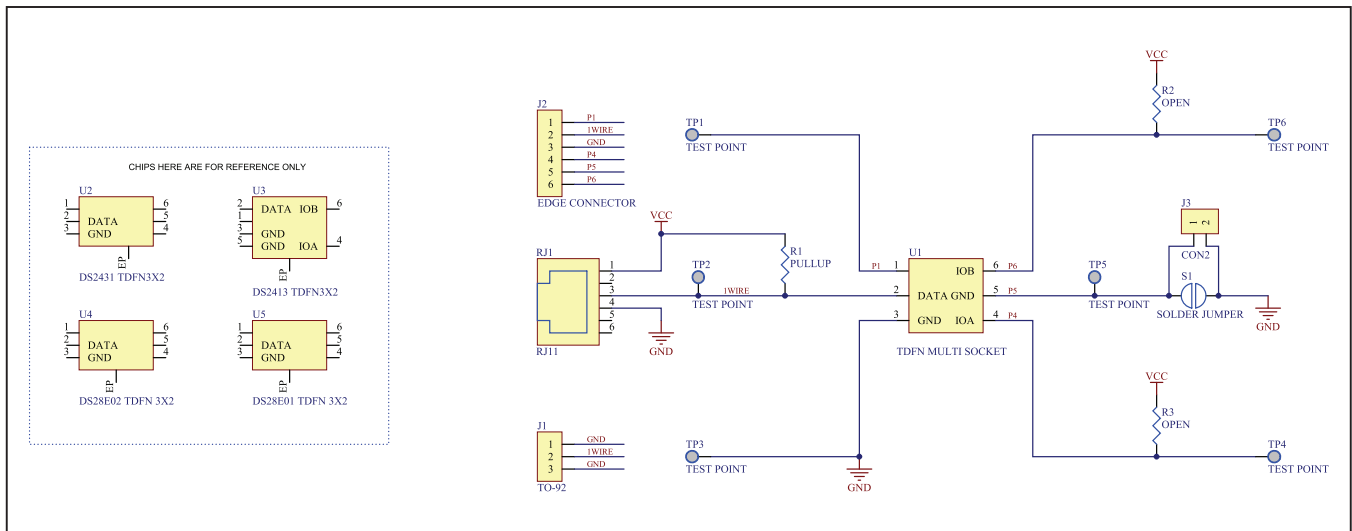 CHIPS HERE ARE FOR REFERENCE ONLY
U2
1
2
3
DATA
GND
6
5
4
EP
DS2431 TDFN3X2
U3
2
1
3
5
DATA IOB
GND
GND IOA
6
4
EP
DS2413 TDFN3X2
U4
1
2
3
DATA
GND
6
5
4
EP
DS28E02 TDFN 3X2
U5
1
2
3
DATA
GND
6
5
4
EP
DS28E01 TDFN 3X2
J2
1 P1
2 1WIRE
3 GND
4 P4
5 P5
6 P6
EDGE CONNECTOR
TP1
TEST POINT
VCC
RJ1
1
2
3
4
5
6
RJ11
TP2
TEST POINT
1WIRE
R1
PULLUP
GND
J1
1 GND
2 1WIRE
3 GND
TO-92
TP3
TEST POINT
GND
U1
P1 1 IOB 6 P6
2 DATA GND 5 P5
3 GND IOA 4 P4
TDFN MULTI SOCKET
VCC
R2
OPEN
TP6
TEST POINT
J3
1 2
CON2
TP5
TEST POINT
S1
SOLDER JUMPER
GND
VCC
R3
OPEN
TP4
TEST POINT